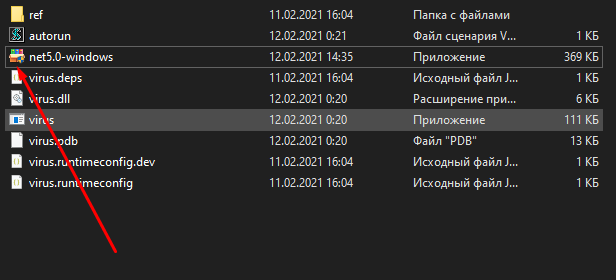 ref 11.02.2021 16:04 Папка с файлами
autorun 12.02.2021 0:21 Файл сценария V... 1 КБ
net5.0-windows 12.02.2021 14:35 Приложение 369 КБ
virus.deps 11.02.2021 16:04 Исходный файл J... 1 КБ
virus.dll 12.02.2021 0:20 Расширение при... 6 КБ
virus 12.02.2021 0:20 Приложение 111 КБ
virus.pdb 12.02.2021 0:20 Файл "PDB" 13 КБ
virus.runtimeconfig.dev 11.02.2021 16:04 Исходный файл J... 1 КБ
virus.runtimeconfig 11.02.2021 16:04 Исходный файл J... 1 КБ